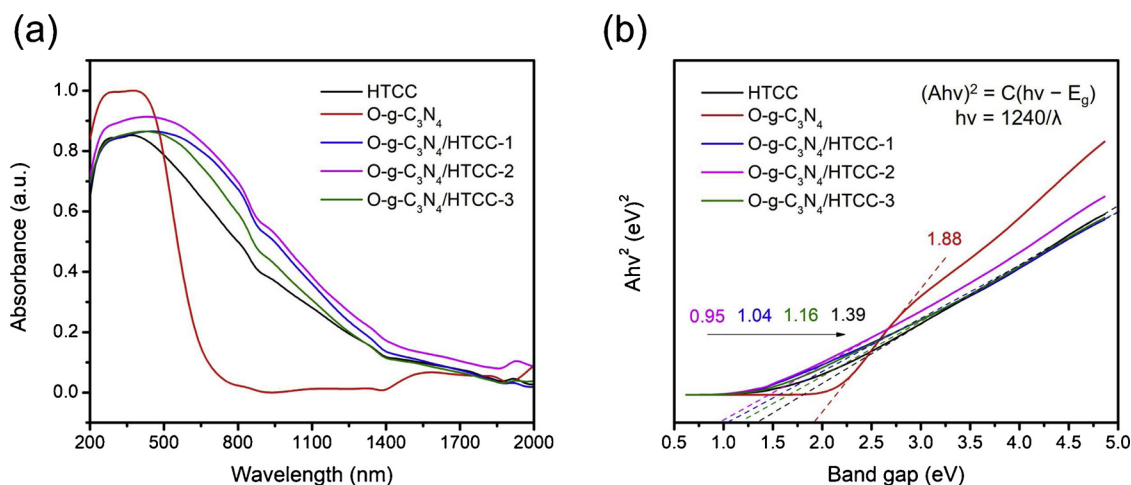 (a)
1.0
0.8
0.6
0.4
0.2
0.0
Absorbance (a.u.)
HTCC
O-g-C₃N₄
O-g-C₃N₄/HTCC-1
O-g-C₃N₄/HTCC-2
O-g-C₃N₄/HTCC-3
200 500 800 1100 1400 1700 2000
Wavelength (nm)
(b)
Ahv² (eV)²
HTCC
O-g-C₃N₄
O-g-C₃N₄/HTCC-1
O-g-C₃N₄/HTCC-2
O-g-C₃N₄/HTCC-3
(Ahv)² = C(hv − E_g)
hv = 1240/λ
1.88
0.95 1.04 1.16 1.39
0.5 1.0 1.5 2.0 2.5 3.0 3.5 4.0 4.5 5.0
Band gap (eV)